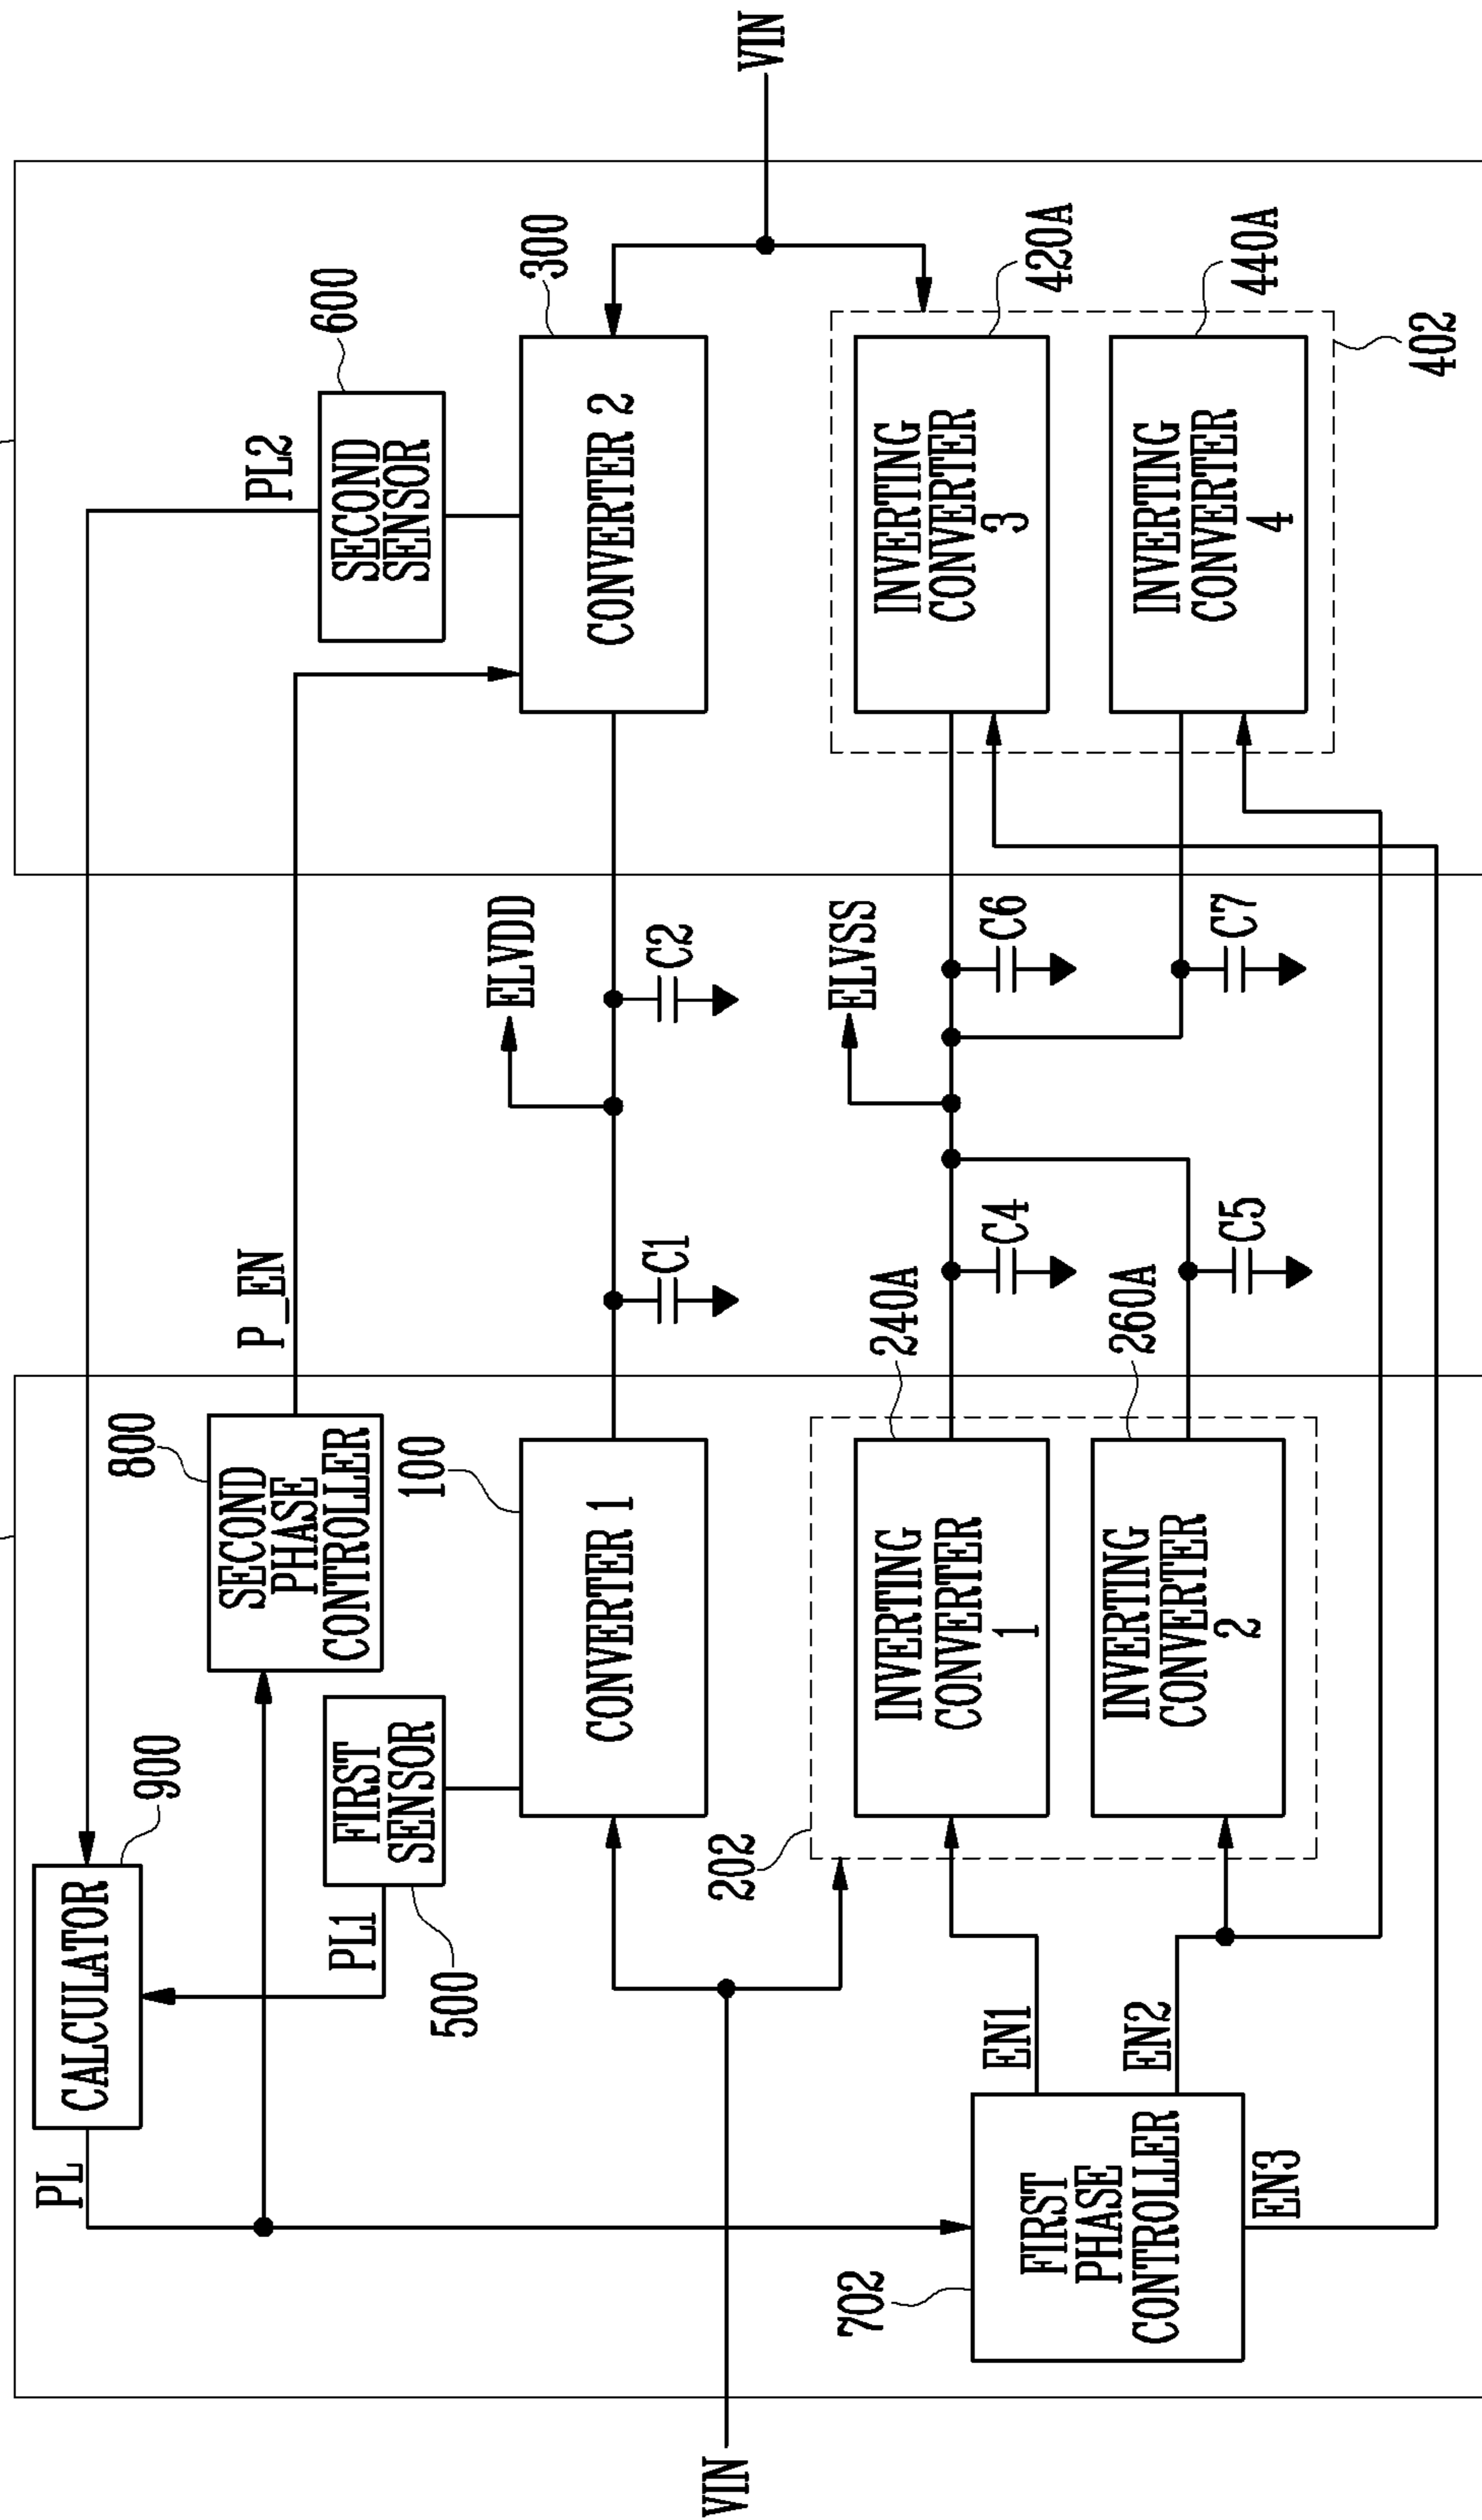 PL
CALCULATOR
900
800
SECOND
PHASE
CONTROLLER
P_EN
PL2
600
SECOND
SENSOR
PL1
FIRST
SENSOR
500
100
CONVERTER 1
ELVDD
C1
C2
CONVERTER 2
300
VIN
VIN
202
240A
INVERTING
CONVERTER
1
C4
ELVSS
C6
INVERTING
CONVERTER
3
420A
260A
INVERTING
CONVERTER
2
C5
C7
INVERTING
CONVERTER
4
440A
402
702
FIRST
PHASE
CONTROLLER
EN1
EN2
EN3